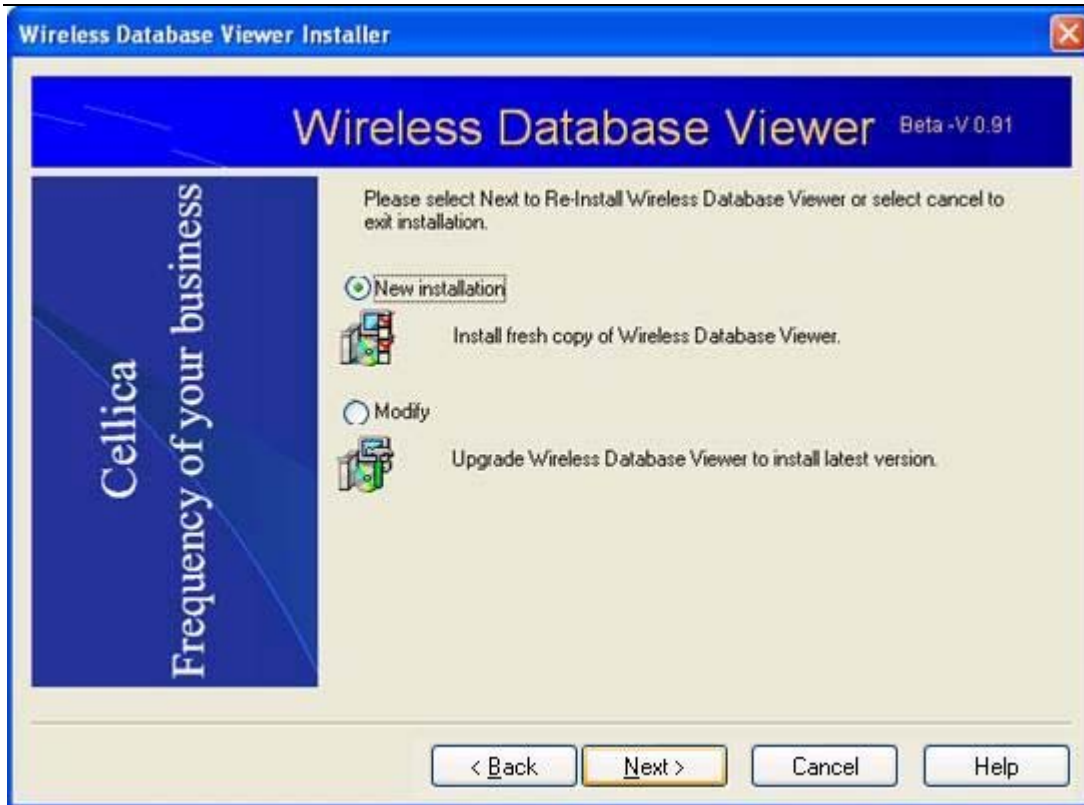 Wireless Database Viewer Installer
Wireless Database Viewer Beta -V.0.91
Cellica
Frequency of your business
Please select Next to Re-Install Wireless Database Viewer or select cancel to
exit installation.
New installation
Install fresh copy of Wireless Database Viewer.
Modify
Upgrade Wireless Database Viewer to install latest version.
< Back
Next >
Cancel
Help